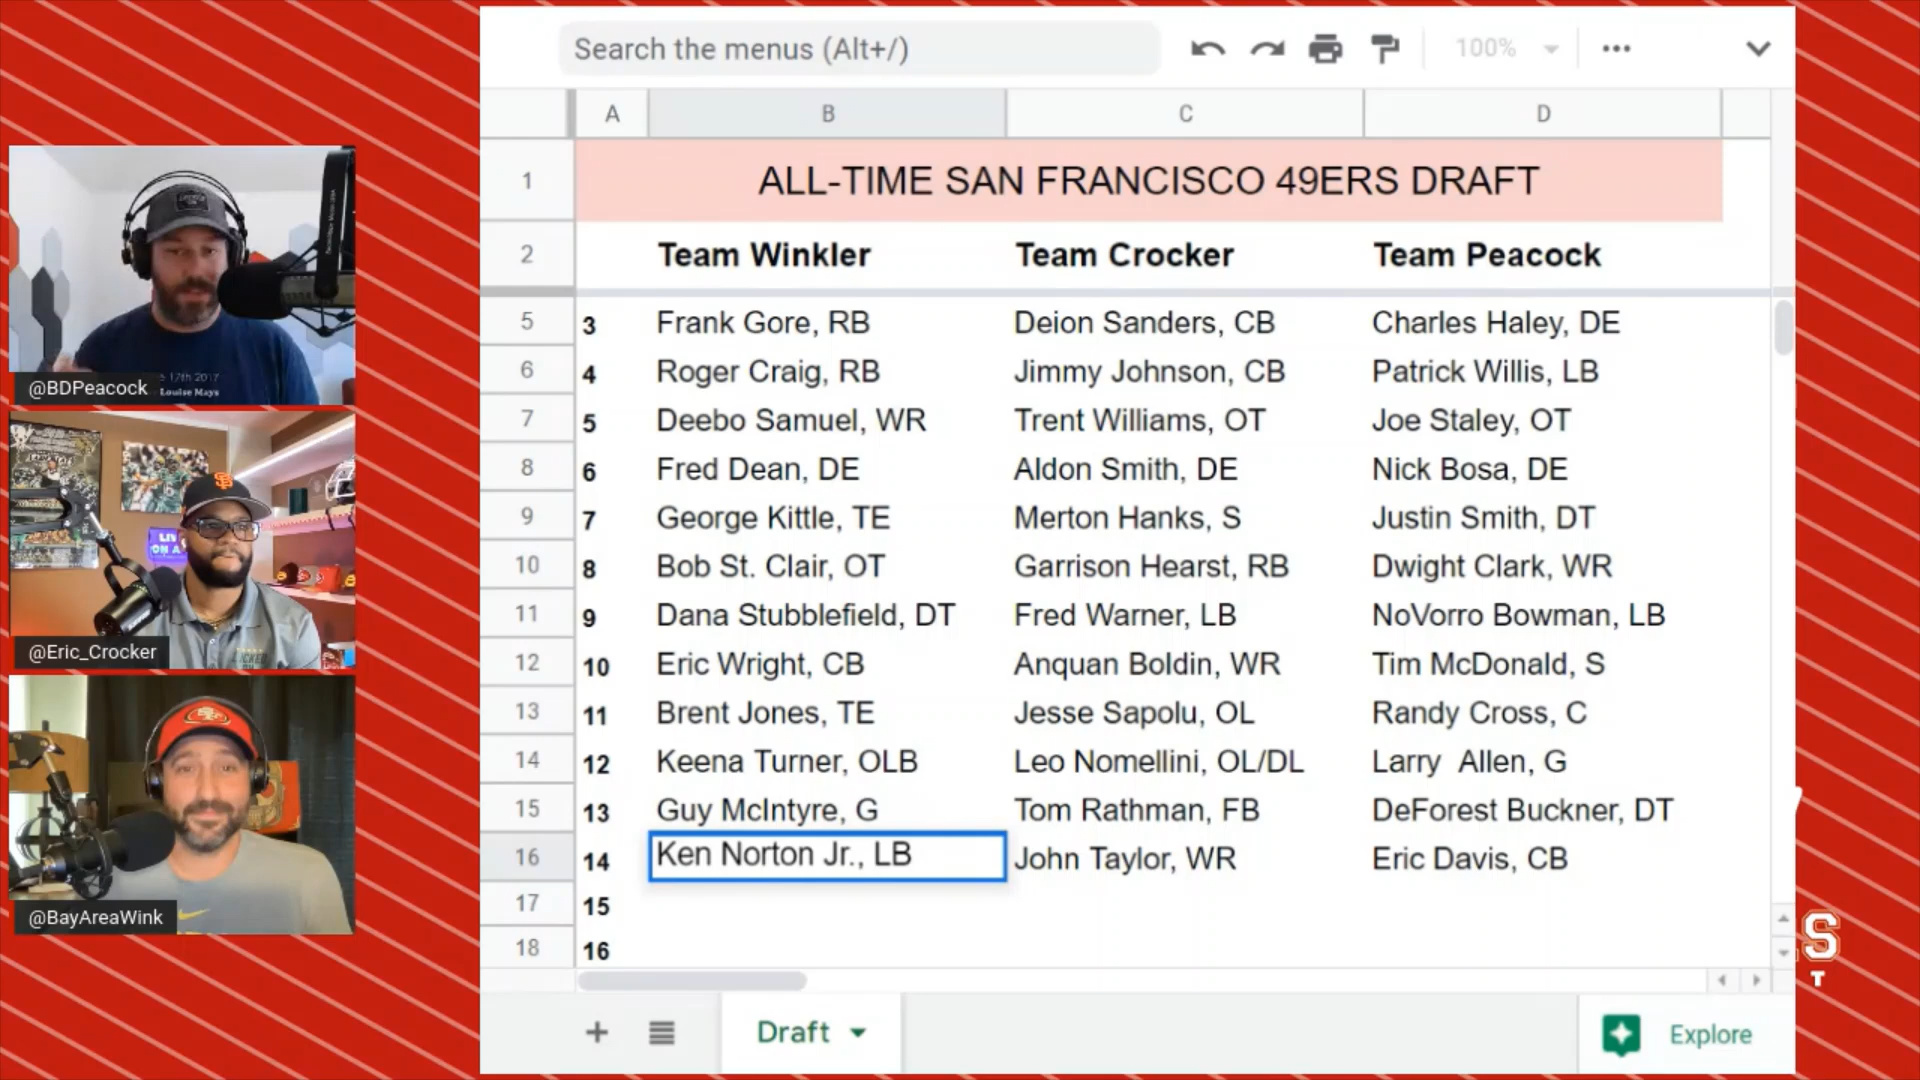 Search the menus (Alt+/)
100%
A B C D
1 ALL-TIME SAN FRANCISCO 49ERS DRAFT
2 Team Winkler Team Crocker Team Peacock
5 3 Frank Gore, RB Deion Sanders, CB Charles Haley, DE
6 4 Roger Craig, RB Jimmy Johnson, CB Patrick Willis, LB
7 5 Deebo Samuel, WR Trent Williams, OT Joe Staley, OT
8 6 Fred Dean, DE Aldon Smith, DE Nick Bosa, DE
9 7 George Kittle, TE Merton Hanks, S Justin Smith, DT
10 8 Bob St. Clair, OT Garrison Hearst, RB Dwight Clark, WR
11 9 Dana Stubblefield, DT Fred Warner, LB NoVorro Bowman, LB
12 10 Eric Wright, CB Anquan Boldin, WR Tim McDonald, S
13 11 Brent Jones, TE Jesse Sapolu, OL Randy Cross, C
14 12 Keena Turner, OLB Leo Nomellini, OL/DL Larry  Allen, G
15 13 Guy McIntyre, G Tom Rathman, FB DeForest Buckner, DT
16 14 Ken Norton Jr., LB John Taylor, WR Eric Davis, CB
17 15
18 16
Draft
Explore
17th 2017
Louise Mays
@BDPeacock
SF
@Eric_Crocker
SF
@BayAreaWink
S
T